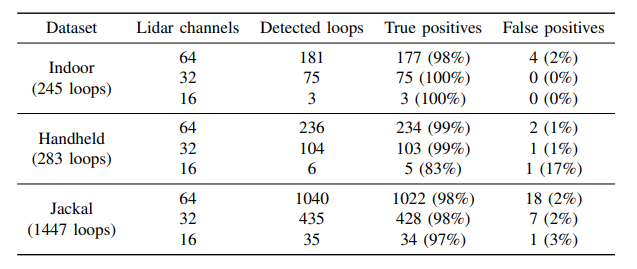 Dataset Lidar channels Detected loops True positives False positives
Indoor (245 loops) 64 181 177 (98%) 4 (2%)
32 75 75 (100%) 0 (0%)
16 3 3 (100%) 0 (0%)
Handheld (283 loops) 64 236 234 (99%) 2 (1%)
32 104 103 (99%) 1 (1%)
16 6 5 (83%) 1 (17%)
Jackal (1447 loops) 64 1040 1022 (98%) 18 (2%)
32 435 428 (98%) 7 (2%)
16 35 34 (97%) 1 (3%)